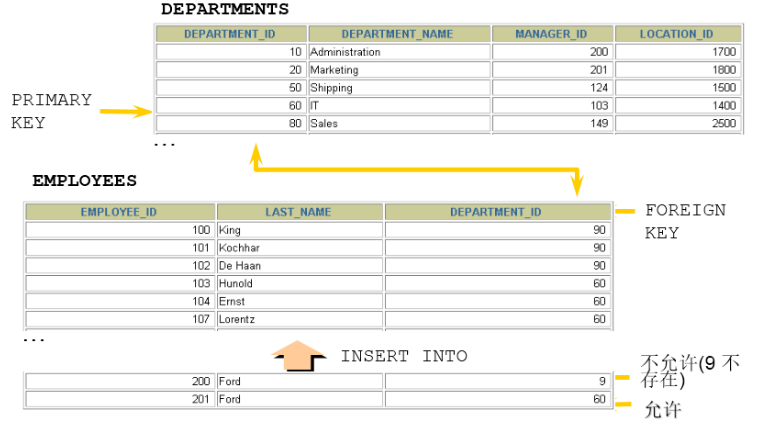 DEPARTMENTS
DEPARTMENT_ID DEPARTMENT_NAME MANAGER_ID LOCATION_ID
10 Administration 200 1700
20 Marketing 201 1800
50 Shipping 124 1500
60 IT 103 1400
80 Sales 149 2500
...
PRIMARY
KEY
EMPLOYEES
EMPLOYEE_ID LAST_NAME DEPARTMENT_ID
100 King 90
101 Kochhar 90
102 De Haan 90
103 Hunold 60
104 Ernst 60
107 Lorentz 60
...
FOREIGN
KEY
INSERT INTO
200 Ford 9
201 Ford 60
不允许(9 不
存在)
允许